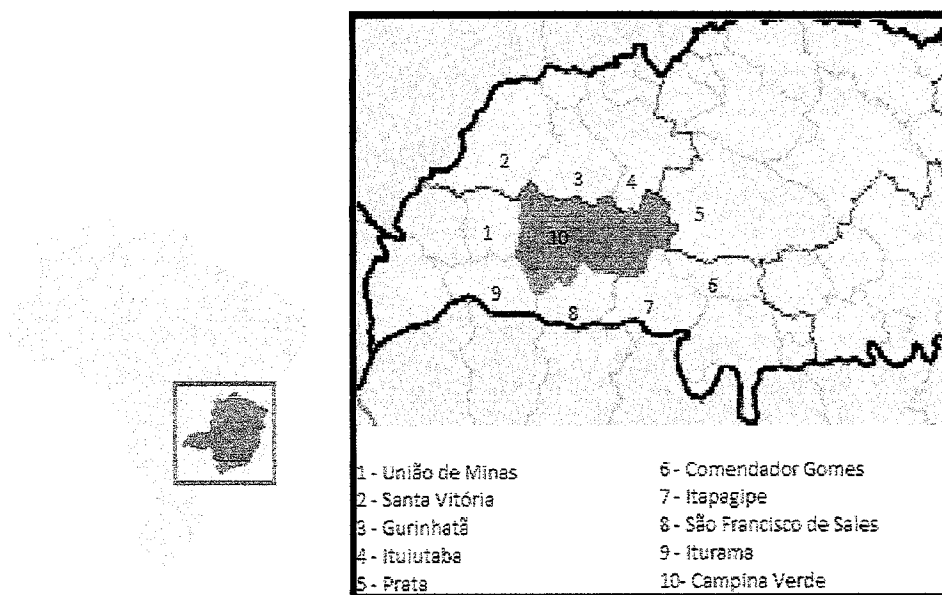 2
3
4
5
1
10
6
9
8
7
1 - União de Minas
2 - Santa Vitória
3 - Gurinhatã
4 - Ituiutaba
5 - Prata
6 - Comendador Gomes
7 - Itapagipe
8 - São Francisco de Sales
9 - Iturama
10- Campina Verde